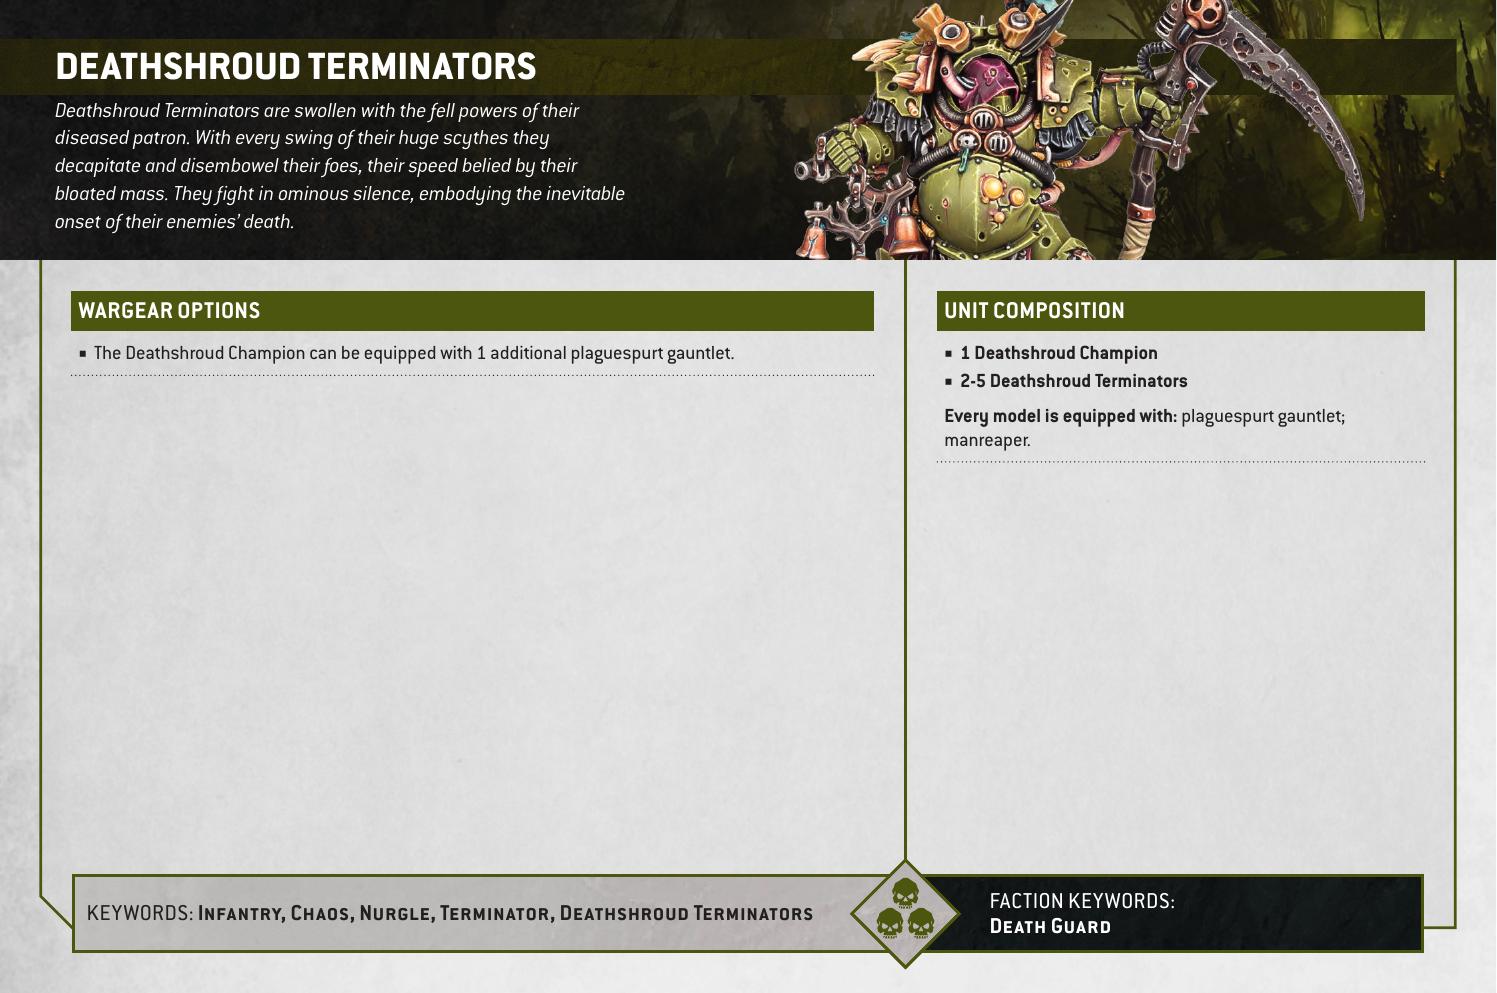 DEATHSHROUD TERMINATORS
Deathshroud Terminators are swollen with the fell powers of their
diseased patron. With every swing of their huge scythes they
decapitate and disembowel their foes, their speed belied by their
bloated mass. They fight in ominous silence, embodying the inevitable
onset of their enemies’ death.
WARGEAR OPTIONS
▪ The Deathshroud Champion can be equipped with 1 additional plaguespurt gauntlet.
UNIT COMPOSITION
▪ 1 Deathshroud Champion
▪ 2-5 Deathshroud Terminators
Every model is equipped with: plaguespurt gauntlet;
manreaper.
KEYWORDS: Infantry, Chaos, Nurgle, Terminator, Deathshroud Terminators
FACTION KEYWORDS:
Death Guard